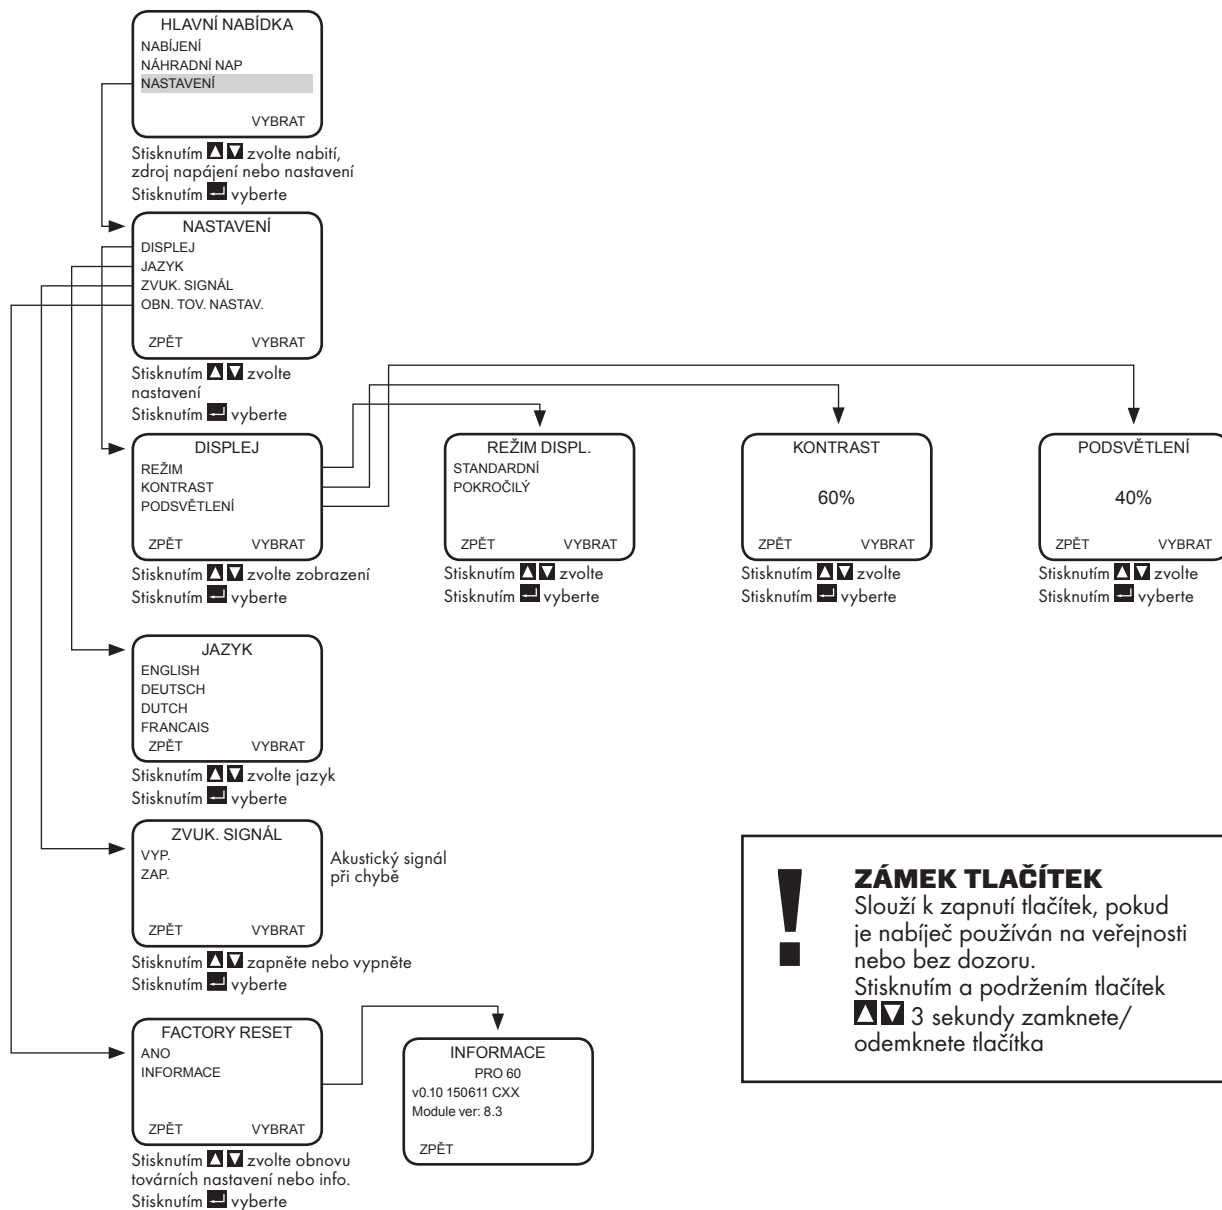 HLAVNÍ NABÍDKA
NABÍJENÍ
NÁHRADNÍ NAP
NASTAVENÍ
VYBRAT
Stisknutím zvolte nabití,
zdroj napájení nebo nastavení
Stisknutím vyberte
NASTAVENÍ
DISPLEJ
JAZYK
ZVUK. SIGNÁL
OBN. TOV. NASTAV.
ZPĚT VYBRAT
Stisknutím zvolte
nastavení
Stisknutím vyberte
DISPLEJ
REŽIM
KONTRAST
PODSVĚTLENÍ
ZPĚT VYBRAT
Stisknutím zvolte zobrazení
Stisknutím vyberte
REŽIM DISPL.
STANDARDNÍ
POKROČILÝ
ZPĚT VYBRAT
Stisknutím zvolte
Stisknutím vyberte
KONTRAST
60%
ZPĚT VYBRAT
Stisknutím zvolte
Stisknutím vyberte
PODSVĚTLENÍ
40%
ZPĚT VYBRAT
Stisknutím zvolte
Stisknutím vyberte
JAZYK
ENGLISH
DEUTSCH
DUTCH
FRANCAIS
ZPĚT VYBRAT
Stisknutím zvolte jazyk
Stisknutím vyberte
ZVUK. SIGNÁL
VYP.
ZAP.
ZPĚT VYBRAT
Akustický signál
při chybě
Stisknutím zapněte nebo vypněte
Stisknutím vyberte
FACTORY RESET
ANO
INFORMACE
ZPĚT VYBRAT
Stisknutím zvolte obnovu
továrních nastavení nebo info.
Stisknutím vyberte
INFORMACE
PRO 60
v0.10 150611 CXX
Module ver: 8.3
ZPĚT
!
ZÁMEK TLAČÍTEK
Slouží k zapnutí tlačítek, pokud
je nabíječ používán na veřejnosti
nebo bez dozoru.
Stisknutím a podržením tlačítek
3 sekundy zamknete/
odemknete tlačítka